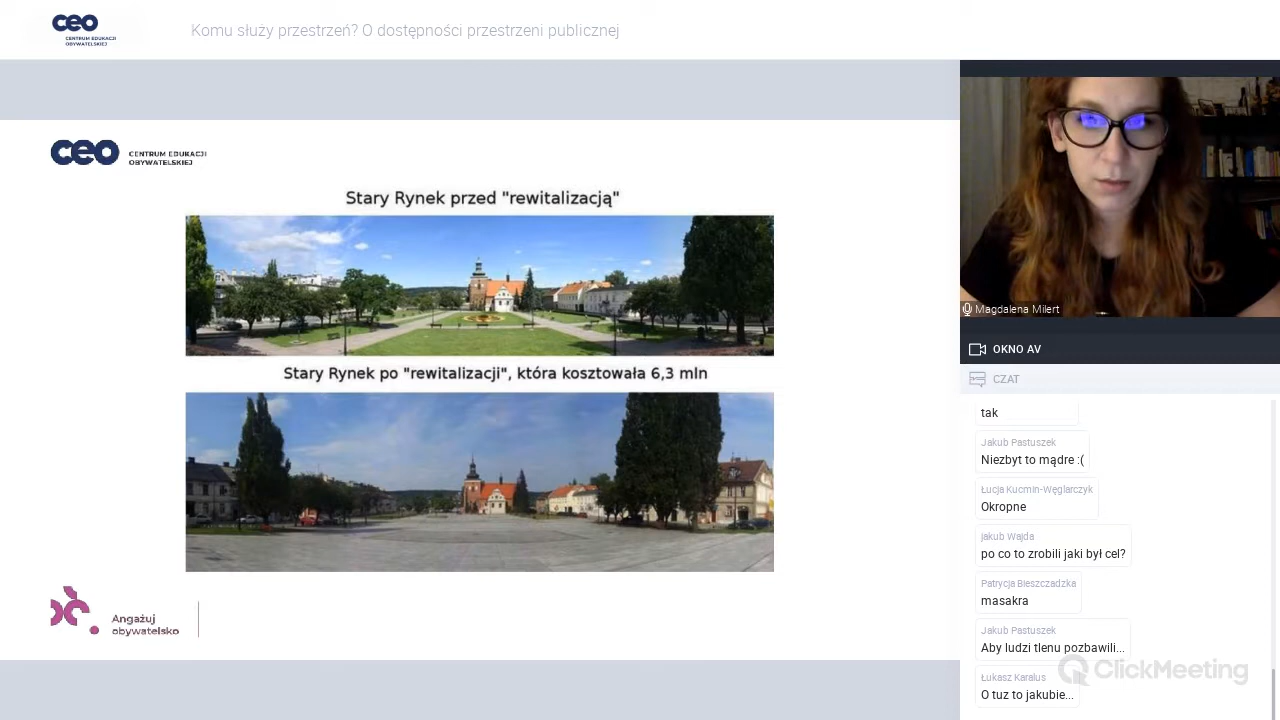 ceo
CENTRUM EDUKACJI
OBYWATELSKIEJ
Komu służy przestrzeń? O dostępności przestrzeni publicznej
ceo
CENTRUM EDUKACJI
OBYWATELSKIEJ
Stary Rynek przed "rewitalizacją"
Stary Rynek po "rewitalizacji", która kosztowała 6,3 mln
Angażuj
obywatelsko
Magdalena Milert
OKNO AV
CZAT
tak
Jakub Pastuszek
Niezbyt to mądre :(
Łucja Kucmin-Węglarczyk
Okropne
jakub Wajda
po co to zrobili jaki był cel?
Patrycja Bieszczadzka
masakra
Jakub Pastuszek
Aby ludzi tlenu pozbawili...
Łukasz Karalus
O tuz to jakubie...
ClickMeeting